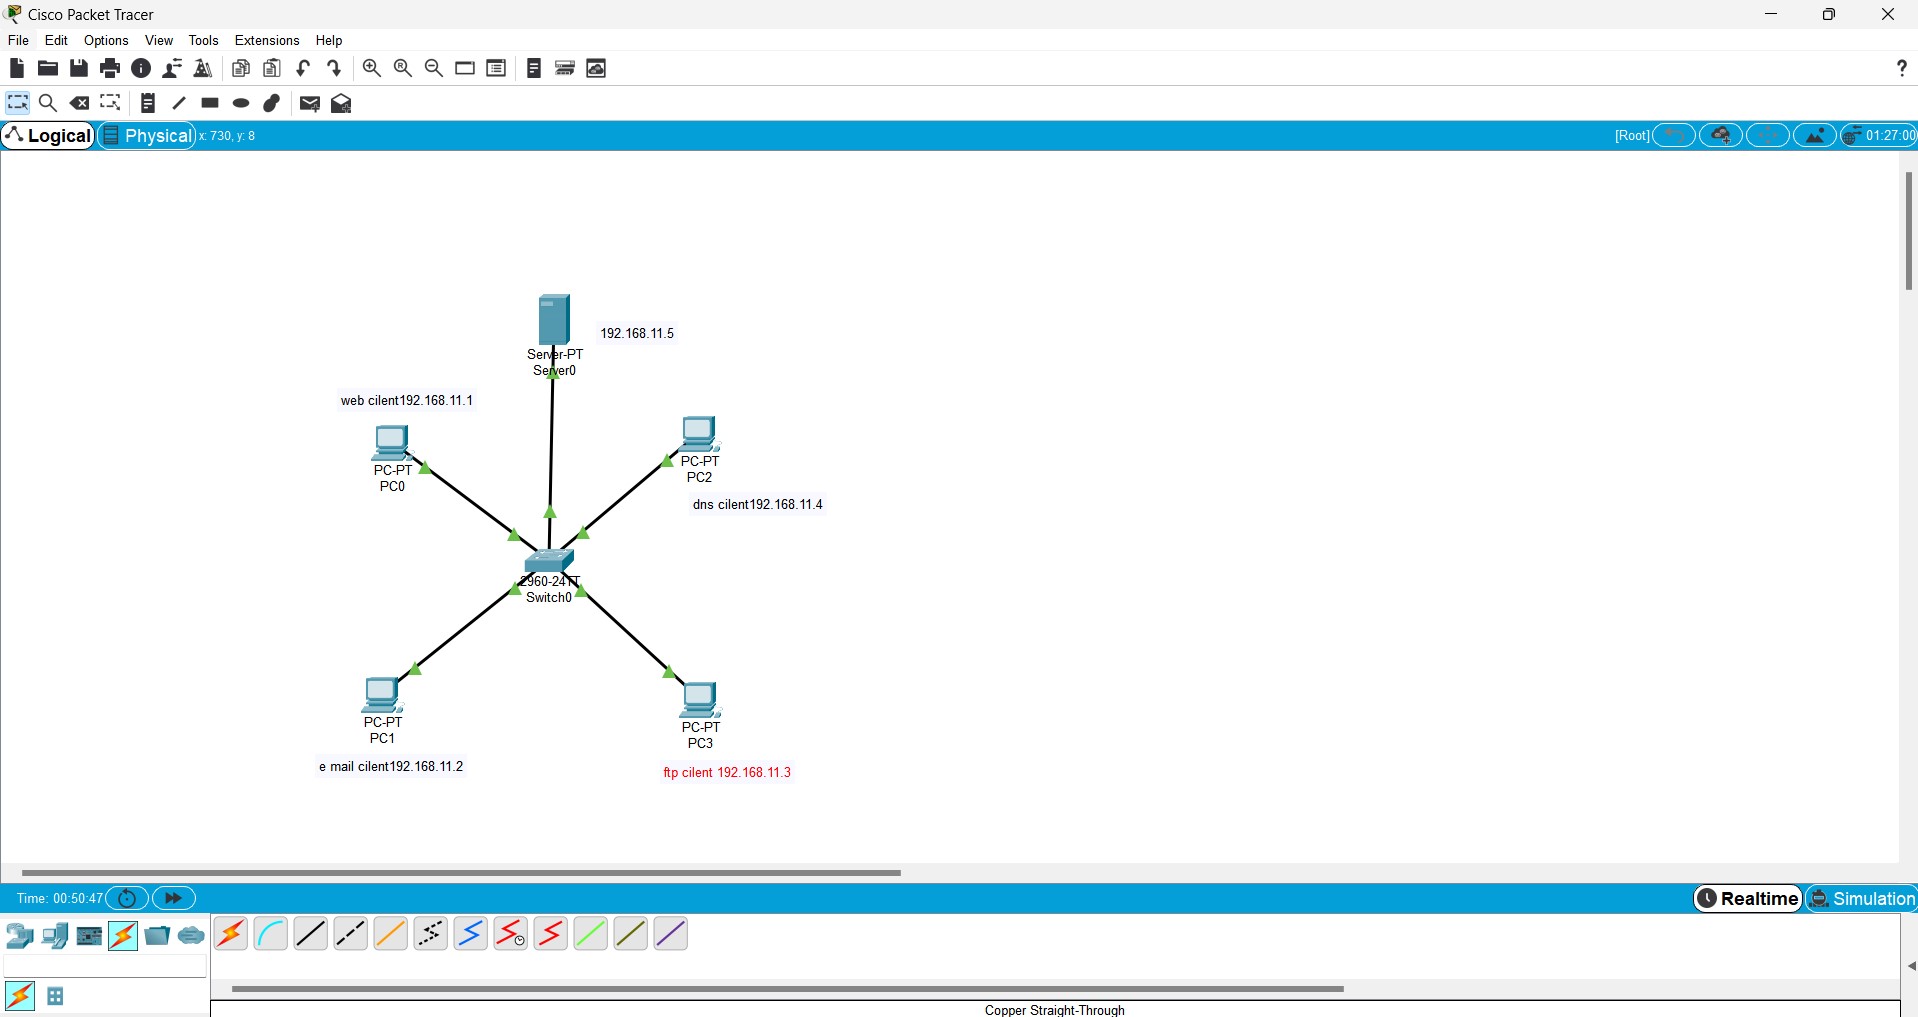 Cisco Packet Tracer
File Edit Options View Tools Extensions Help
?
Logical Physical x: 730, y: 8 [Root] 01:27:00
192.168.11.5
Server-PT
Server0
web cilent192.168.11.1
PC-PT
PC0
PC-PT
PC2
dns cilent192.168.11.4
2960-24TT
Switch0
PC-PT
PC1
PC-PT
PC3
e mail cilent192.168.11.2
ftp cilent 192.168.11.3
Time: 00:50:47 Realtime Simulation
Copper Straight-Through